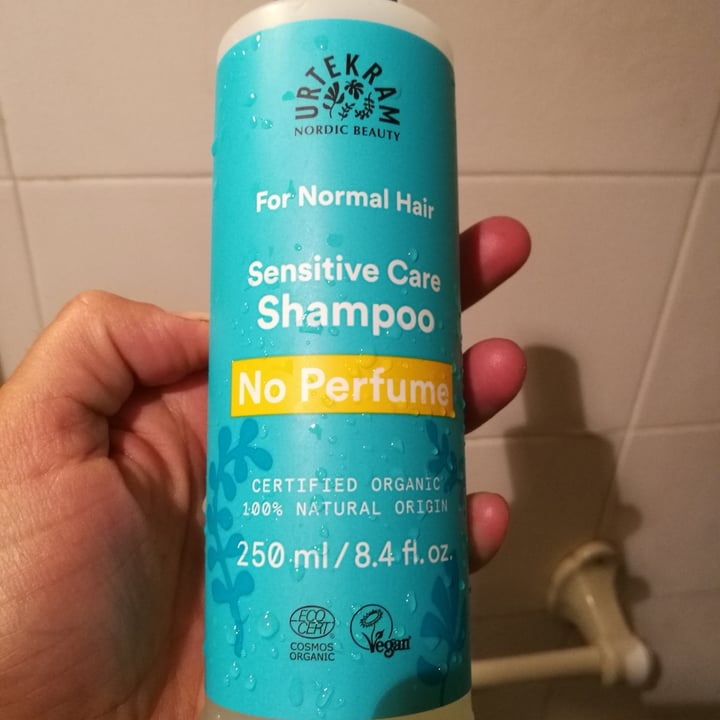 URTEKRAM
NORDIC BEAUTY
For Normal Hair
Sensitive Care
Shampoo
No Perfume
CERTIFIED ORGANIC
100% NATURAL ORIGIN
250 ml / 8.4 fl.oz.
ECO
CERT
COSMOS
ORGANIC
Vegan